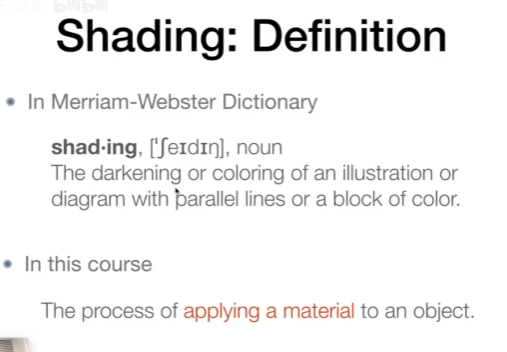 bilibili
Shading: Definition
In Merriam-Webster Dictionary
shad·ing, [ˈʃeɪdɪŋ], noun
The darkening or coloring of an illustration or
diagram with parallel lines or a block of color.
In this course
The process of applying a material to an object.